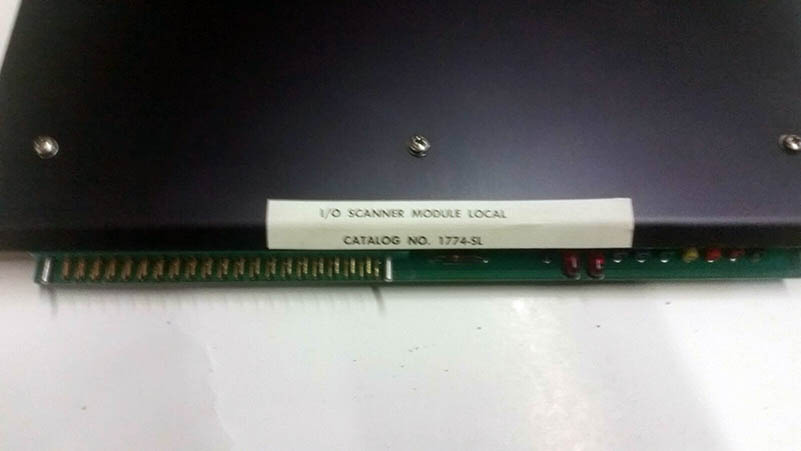 I/O SCANNER MODULE LOCAL
CATALOG NO. 1774-SL